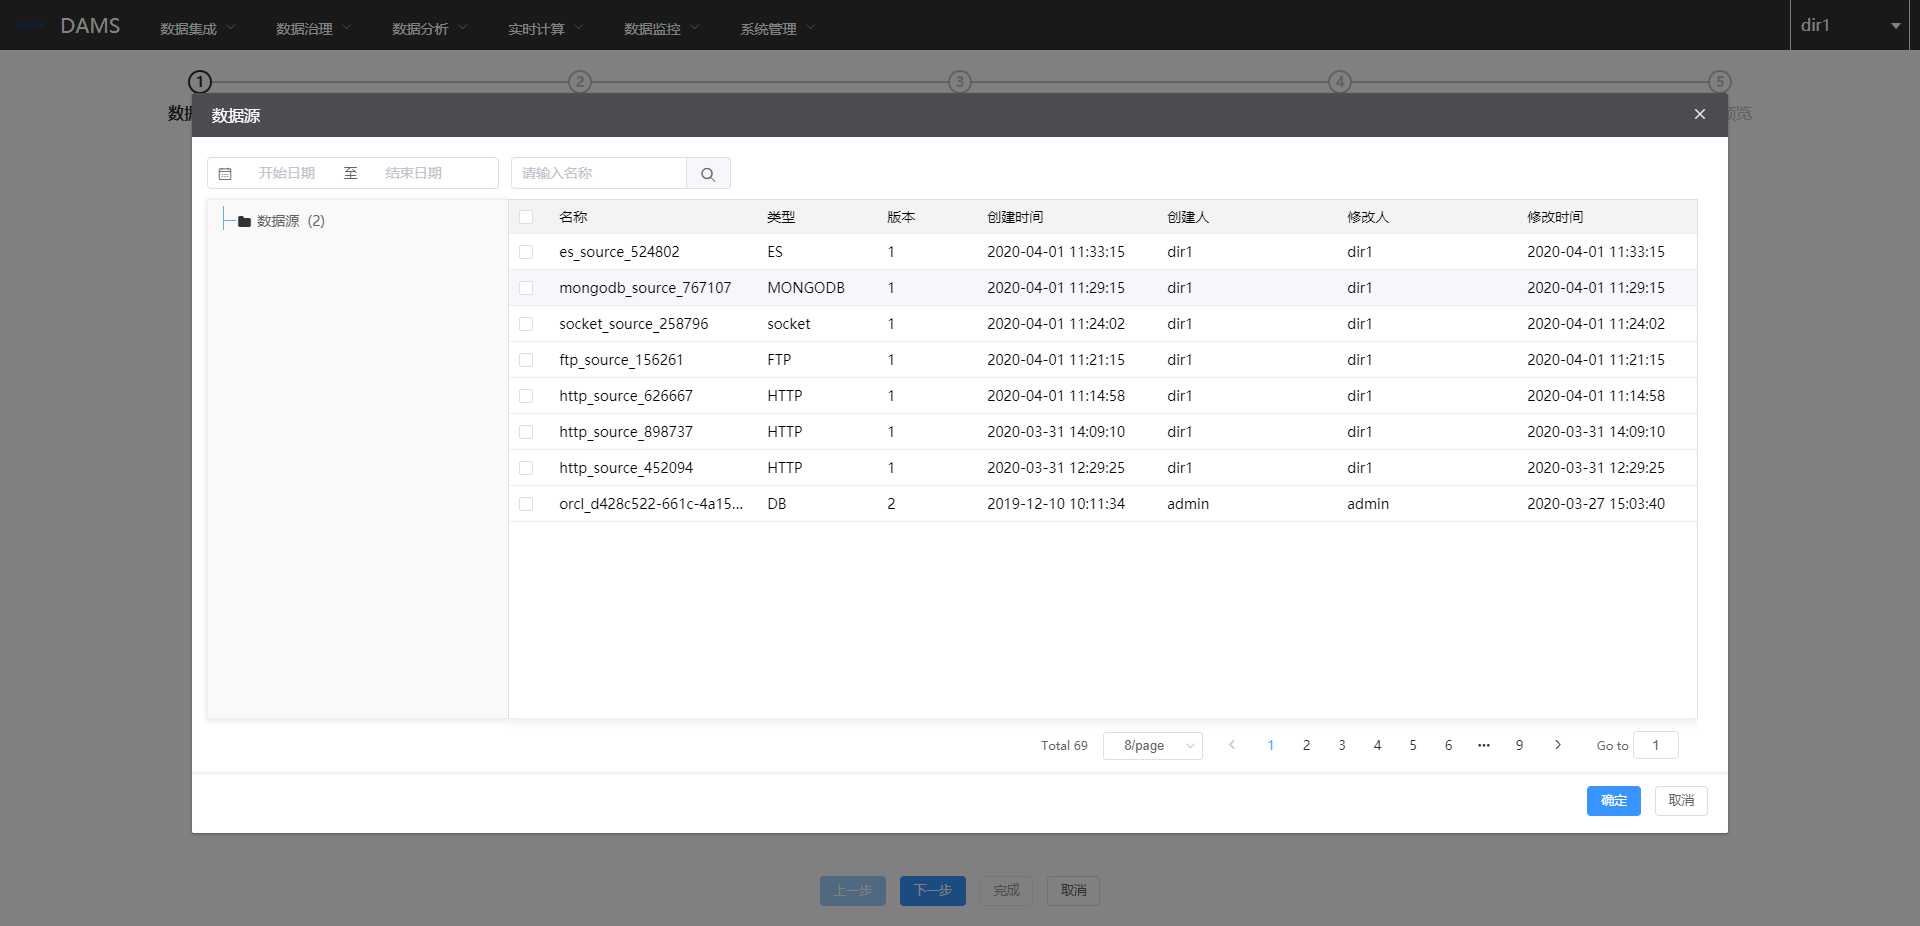 DAMS 数据集成 数据治理 数据分析 实时计算 数据监控 系统管理 dir1
1 2 3 4 5
数据 预览
数据源
开始日期 至 结束日期 请输入名称
数据源 (2)
名称 类型 版本 创建时间 创建人 修改人 修改时间
es_source_524802 ES 1 2020-04-01 11:33:15 dir1 dir1 2020-04-01 11:33:15
mongodb_source_767107 MONGODB 1 2020-04-01 11:29:15 dir1 dir1 2020-04-01 11:29:15
socket_source_258796 socket 1 2020-04-01 11:24:02 dir1 dir1 2020-04-01 11:24:02
ftp_source_156261 FTP 1 2020-04-01 11:21:15 dir1 dir1 2020-04-01 11:21:15
http_source_626667 HTTP 1 2020-04-01 11:14:58 dir1 dir1 2020-04-01 11:14:58
http_source_898737 HTTP 1 2020-03-31 14:09:10 dir1 dir1 2020-03-31 14:09:10
http_source_452094 HTTP 1 2020-03-31 12:29:25 dir1 dir1 2020-03-31 12:29:25
orcl_d428c522-661c-4a15... DB 2 2019-12-10 10:11:34 admin admin 2020-03-27 15:03:40
Total 69 8/page 1 2 3 4 5 6 ••• 9 Go to 1
确定 取消
上一步 下一步 完成 取消